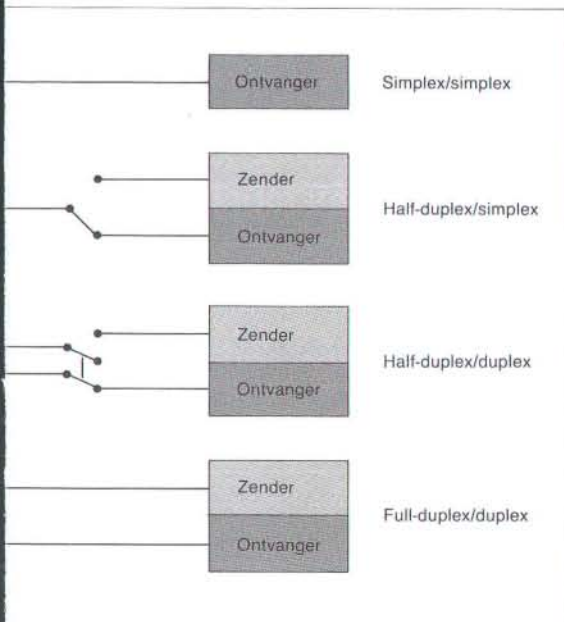 Ontvanger
Simplex/simplex
Zender
Half-duplex/simplex
Ontvanger
Zender
Half-duplex/duplex
Ontvanger
Zender
Full-duplex/duplex
Ontvanger